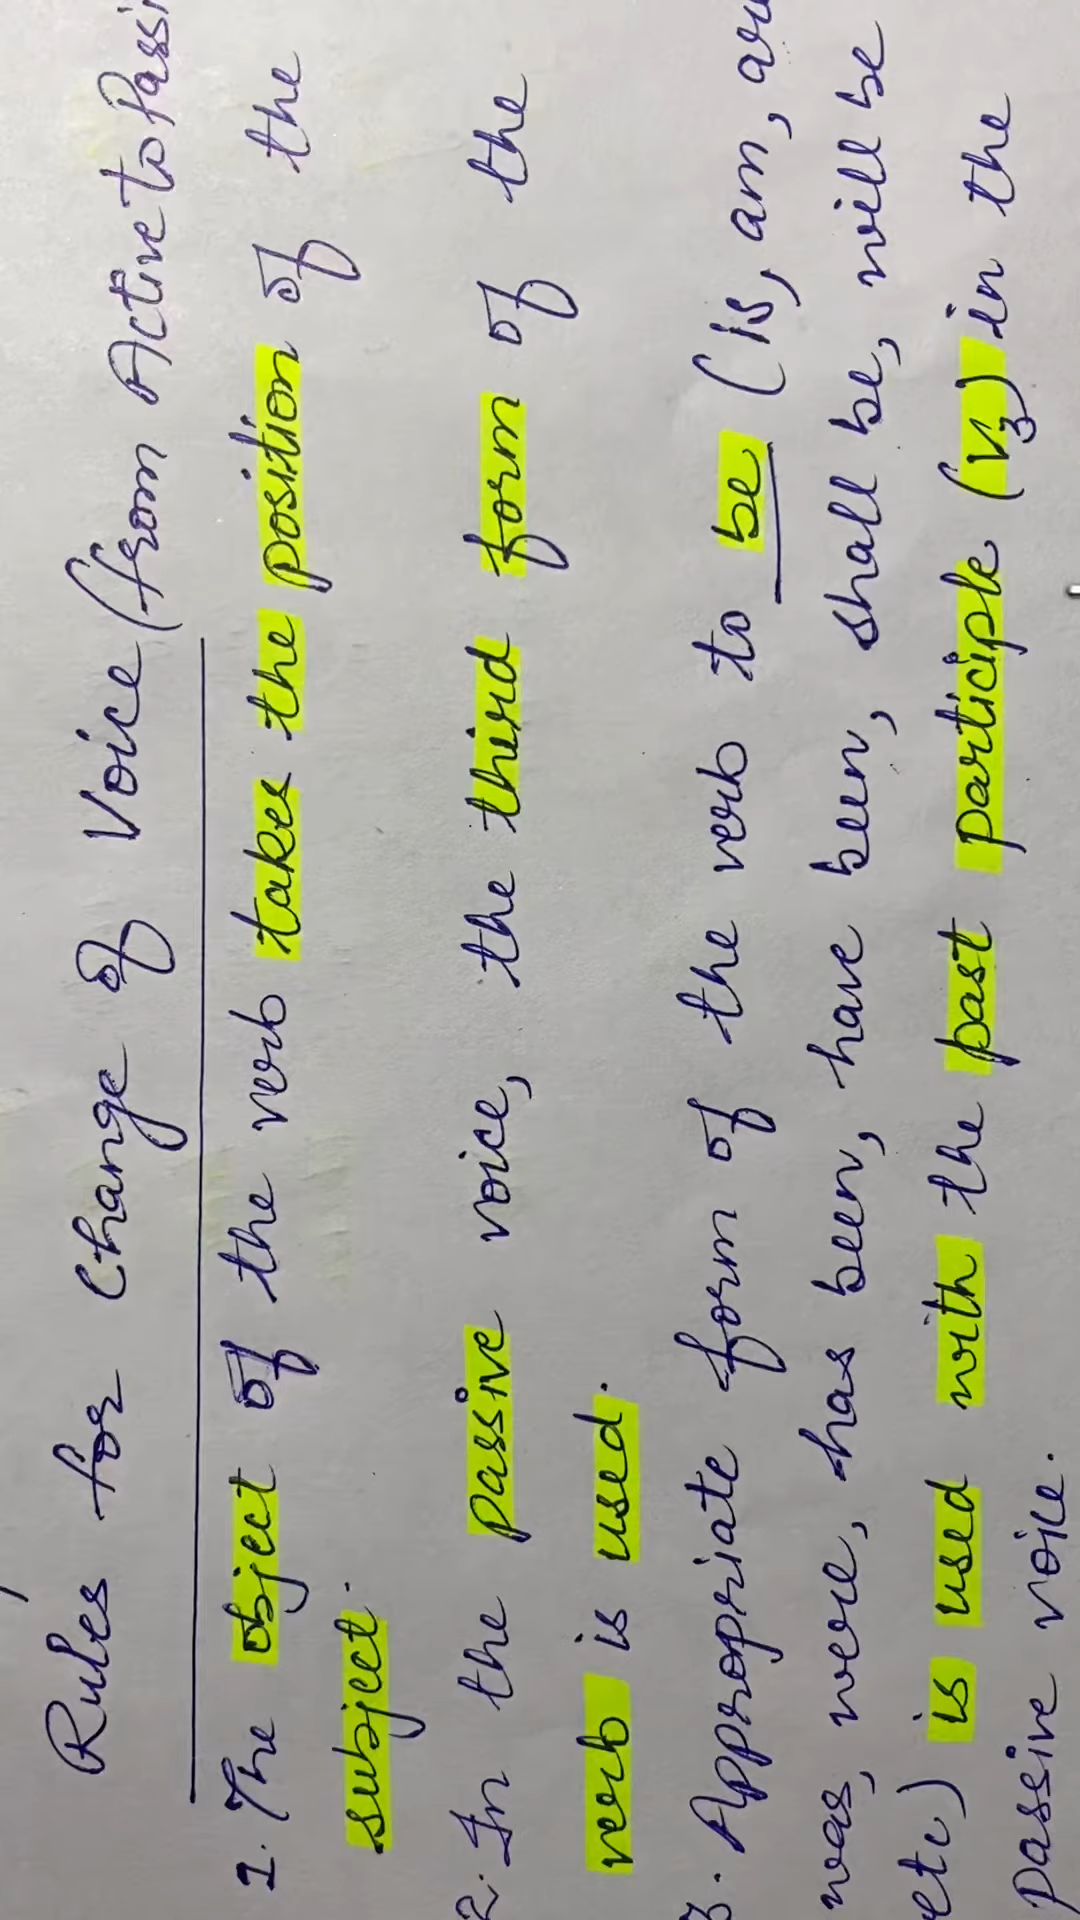 Rules for Change of Voice (from Active to Passi
1. The object of the verb takes the position of the
subject.
2. In the passive voice, the third form of the
verb is used.
3. Appropriate form of the verb to be (is, am, are
was, were, has been, have been, shall be, will be
etc) is used with the past participle (V3) in the
passive voice.